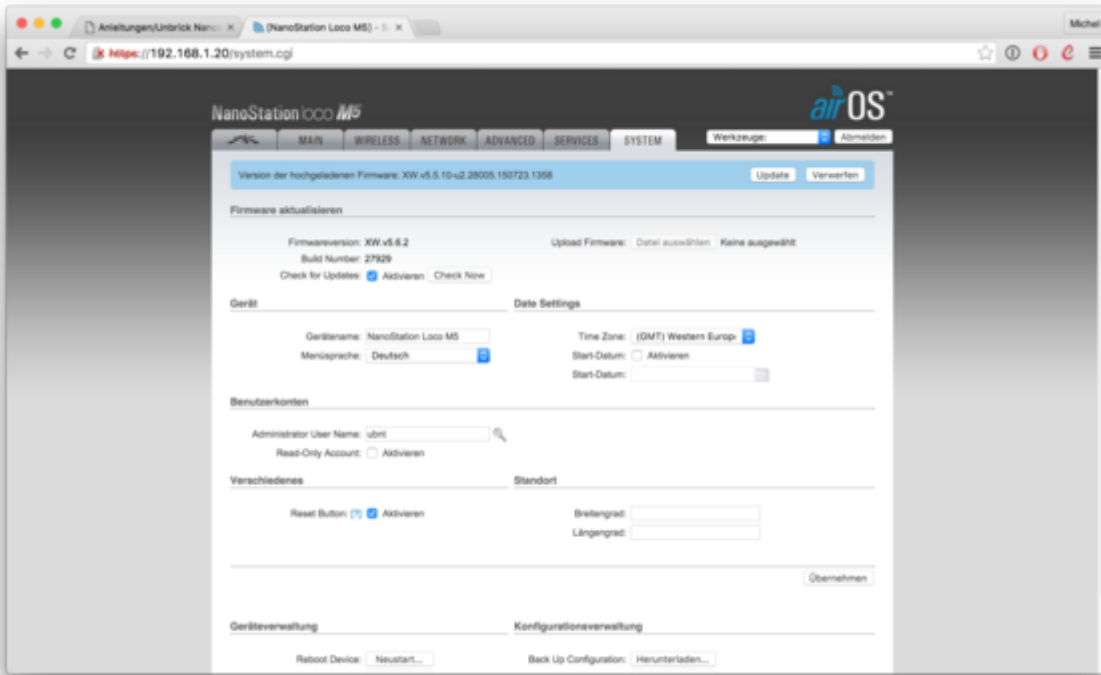 Anleitungen/Unbrick Nano
[NanoStation Loco M5] - S
Michel
https://192.168.1.20/system.cgi
NanoStation loco M5
airOS™
MAIN WIRELESS NETWORK ADVANCED SERVICES SYSTEM
Werkzeuge: Abmelden
Version der hochgeladenen Firmware: XW.v5.5.10-u2.28005.150723.1358 Update Verwerfen
Firmware aktualisieren
Firmwareversion: XW.v5.6.2 Upload Firmware: Datei auswählen Keine ausgewählt
Build Number: 27929
Check for Updates: Aktivieren Check Now
Gerät Date Settings
Gerätename: NanoStation Loco M5 Time Zone: (GMT) Western Europ
Menüsprache: Deutsch Start-Datum: Aktivieren
Start-Datum:
Benutzerkonten
Administrator User Name: ubnt
Read-Only Account: Aktivieren
Verschiedenes Standort
Reset Button: [?] Aktivieren Breitengrad:
Längengrad:
Übernehmen
Geräteverwaltung Konfigurationsverwaltung
Reboot Device: Neustart... Back Up Configuration: Herunterladen...